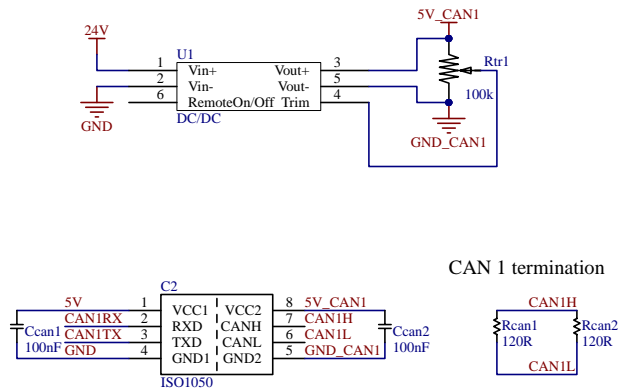 24V
5V_CAN1
U1
1 Vin+ Vout+ 3
2 Vin- Vout- 5
6 RemoteOn/Off Trim 4
DC/DC
GND
Rtr1
100k
GND_CAN1
CAN 1 termination
C2
5V 1 VCC1 VCC2 8 5V_CAN1
CAN1RX 2 RXD CANH 7 CAN1H
CAN1TX 3 TXD CANL 6 CAN1L
GND 4 GND1 GND2 5 GND_CAN1
ISO1050
Ccan1
100nF
Ccan2
100nF
CAN1H
Rcan1
120R
Rcan2
120R
CAN1L